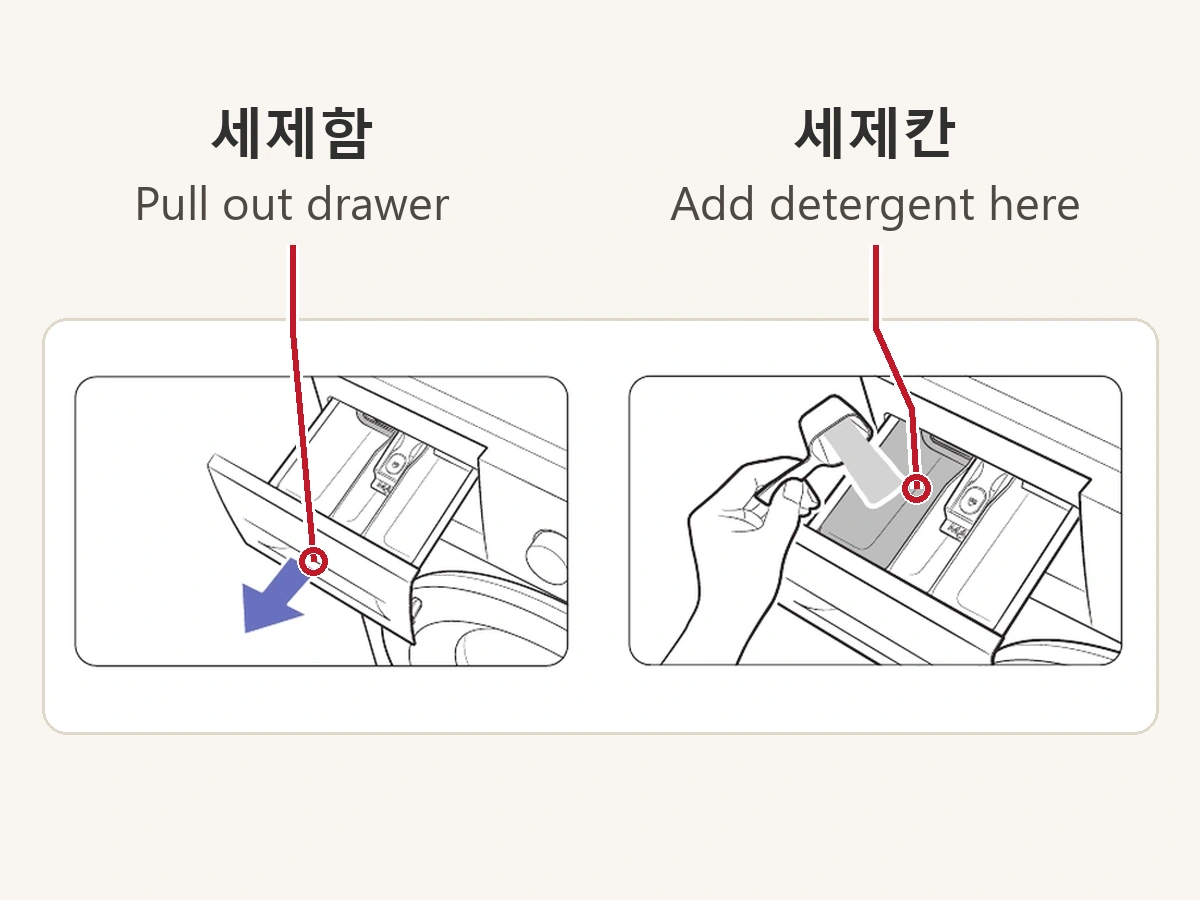 세제함
Pull out drawer
세제칸
Add detergent here